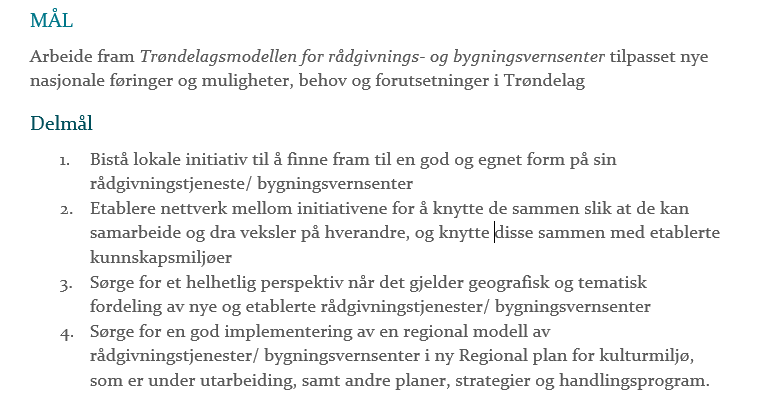 MÅL
Arbeide fram Trøndelagsmodellen for rådgivnings- og bygningsvernsenter tilpasset nye
nasjonale føringer og muligheter, behov og forutsetninger i Trøndelag
Delmål
1. Bistå lokale initiativ til å finne fram til en god og egnet form på sin
rådgivningstjeneste/ bygningsvernsenter
2. Etablere nettverk mellom initiativene for å knytte de sammen slik at de kan
samarbeide og dra veksler på hverandre, og knytte disse sammen med etablerte
kunnskapsmiljøer
3. Sørge for et helhetlig perspektiv når det gjelder geografisk og tematisk
fordeling av nye og etablerte rådgivningstjenester/ bygningsvernsenter
4. Sørge for en god implementering av en regional modell av
rådgivningstjenester/ bygningsvernsenter i ny Regional plan for kulturmiljø,
som er under utarbeiding, samt andre planer, strategier og handlingsprogram.